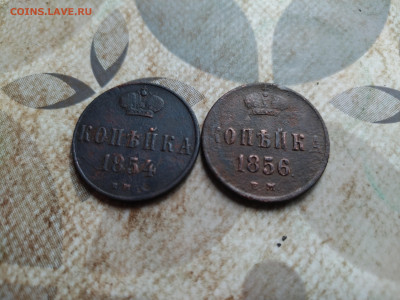 COINS.LAVE.RU
КОПѢЙКА
1854.
Е М
КОПѢЙК
1856.
Е М